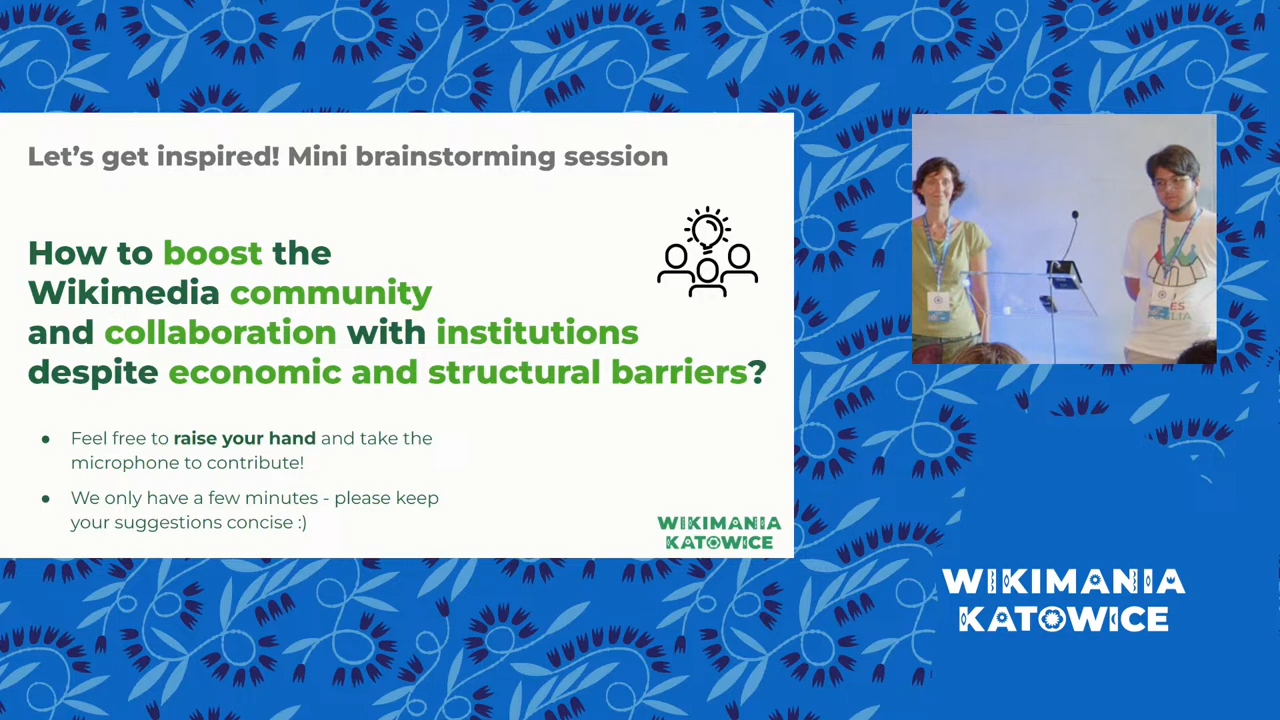 Let’s get inspired! Mini brainstorming session
How to boost the
Wikimedia community
and collaboration with institutions
despite economic and structural barriers?
● Feel free to raise your hand and take the
microphone to contribute!
● We only have a few minutes - please keep
your suggestions concise :)
WIKIMANIA
KATOWICE
WIKIMANIA
KATOWICE